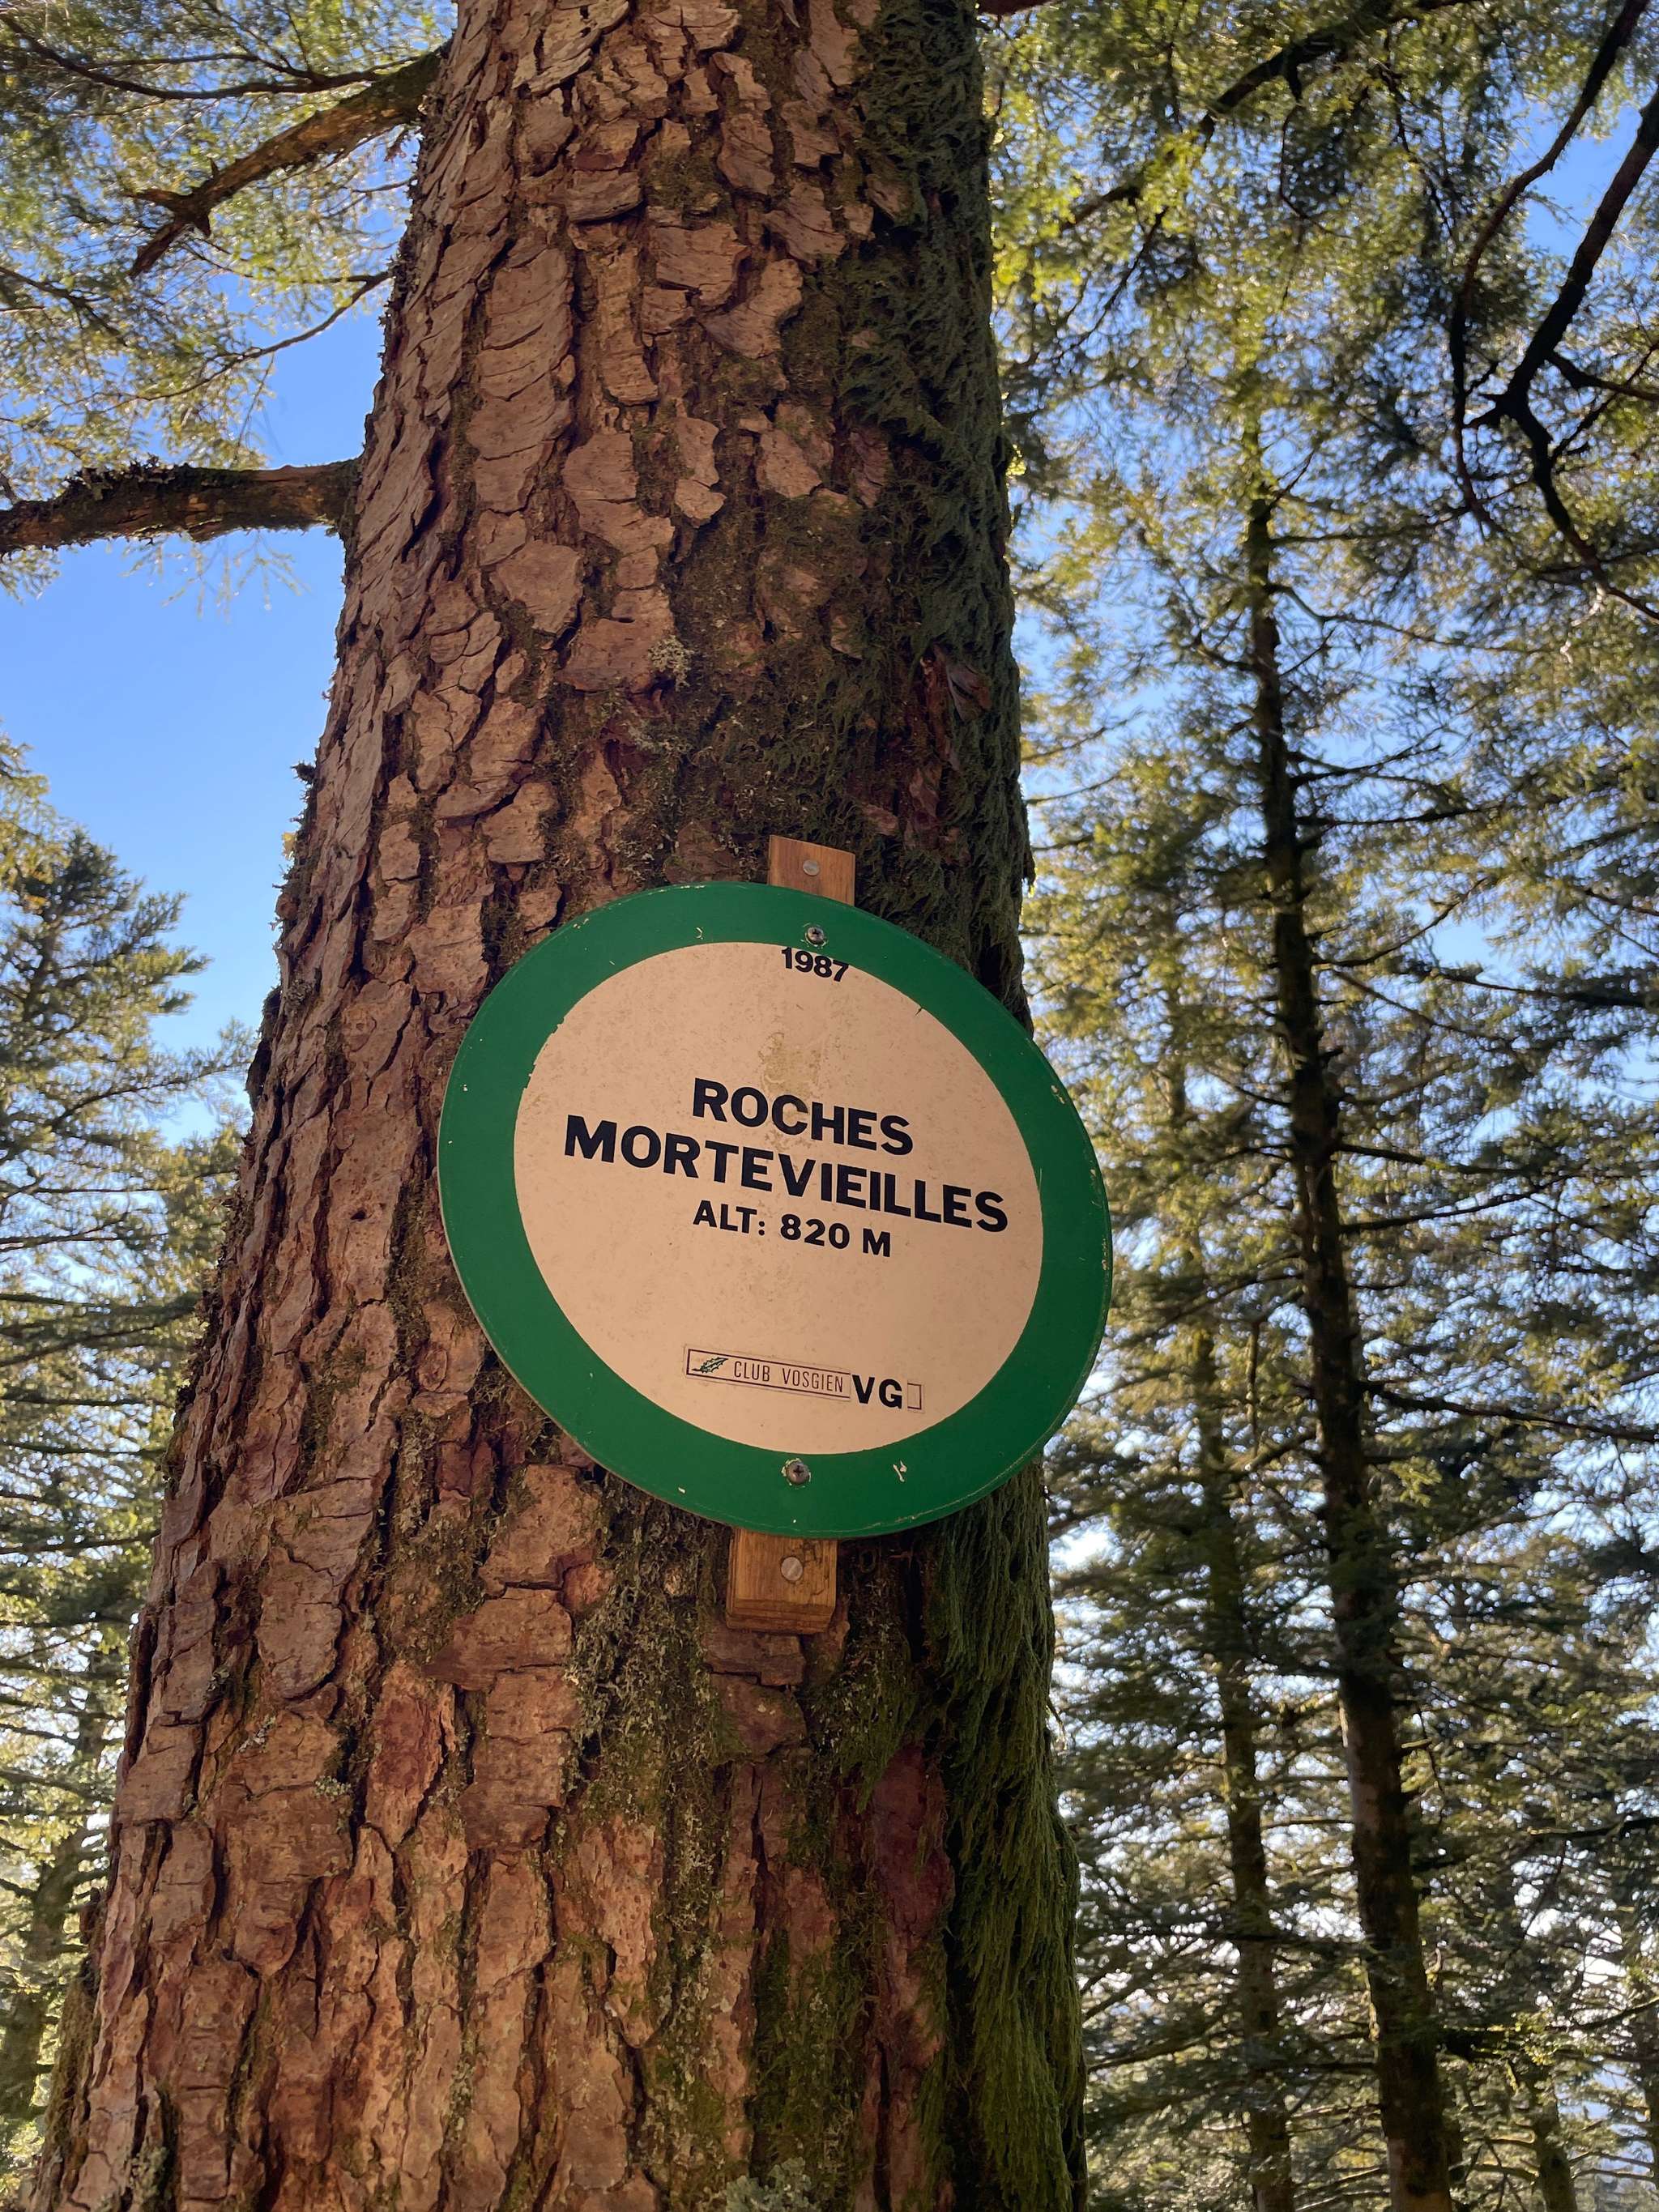 1987
ROCHES
MORTEVIEILLES
ALT: 820 M
CLUB VOSGIEN VG